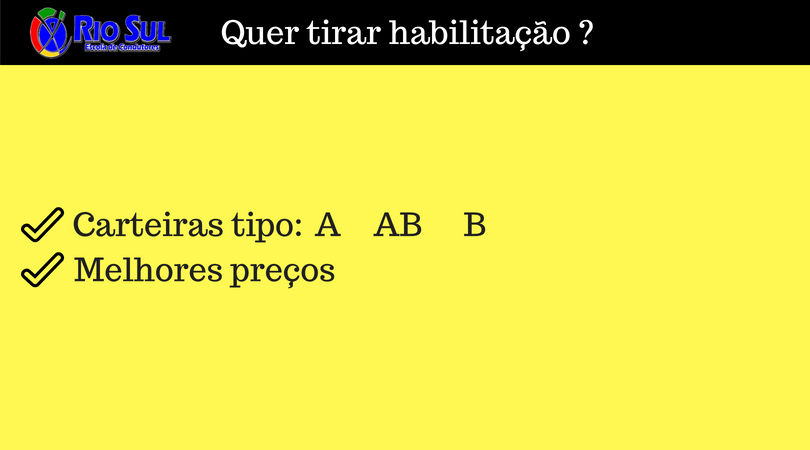 Rio Sul
Escola de Condutores
Quer tirar habilitação ?
Carteiras tipo: A AB B
Melhores preços